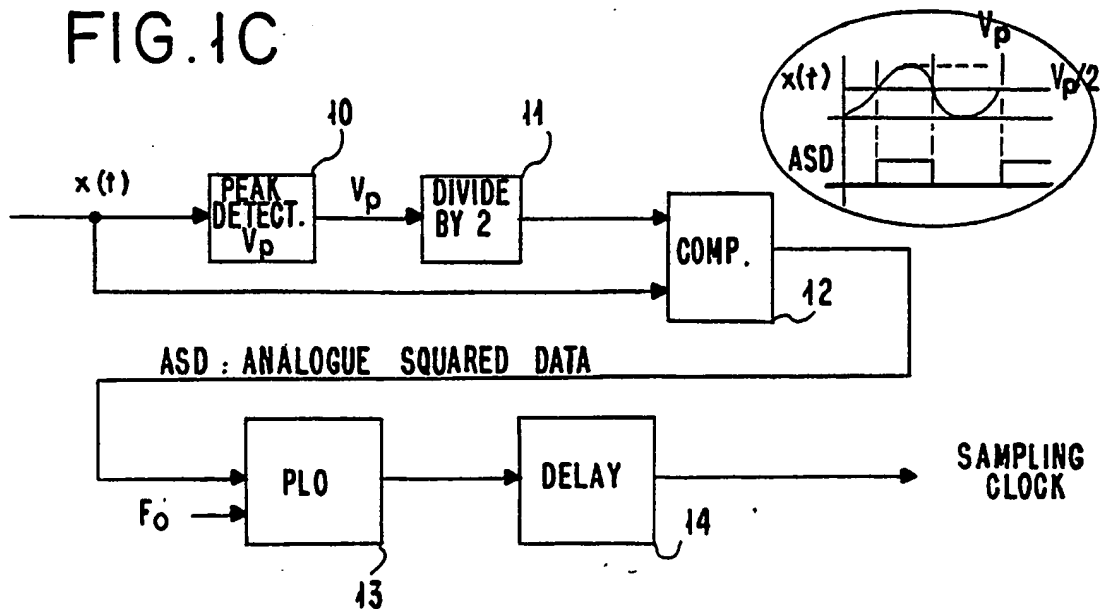 FIG.1C
Vp
x(t)
Vp/2
ASD
10
11
x(t)
PEAK
DETECT.
Vp
Vp
DIVIDE
BY 2
COMP.
12
ASD : ANALOGUE SQUARED DATA
PLO
DELAY
SAMPLING
CLOCK
Fo
14
13